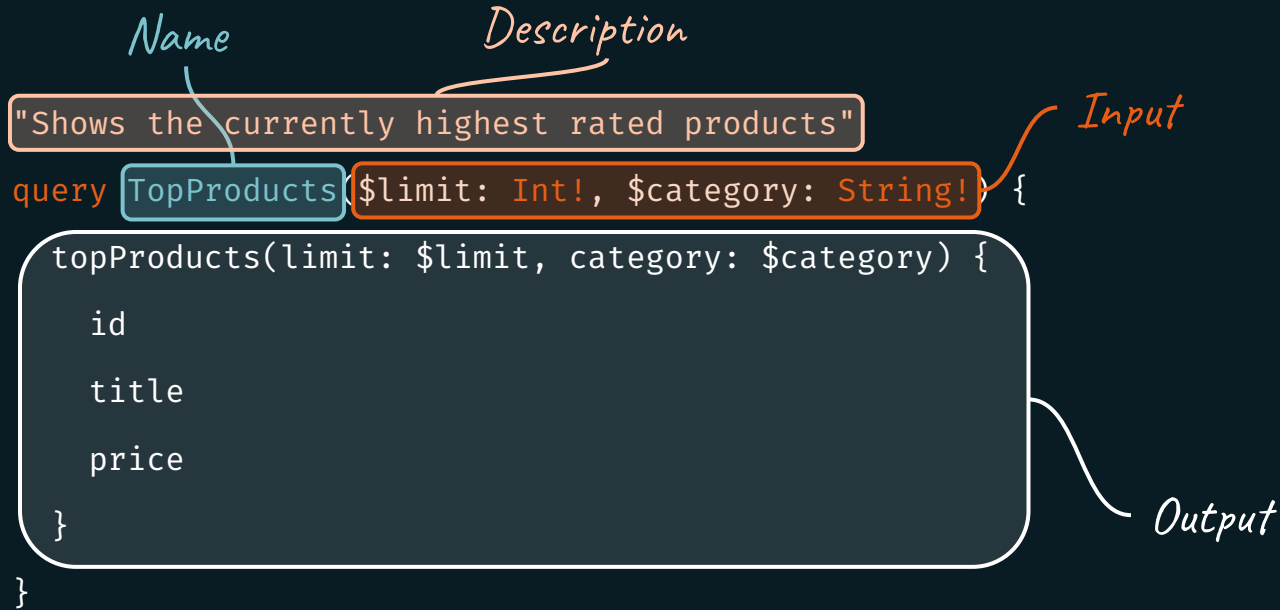 Name
Description
"Shows the currently highest rated products"
Input
query TopProducts($limit: Int!, $category: String!) {
topProducts(limit: $limit, category: $category) {
id
title
price
}
Output
}